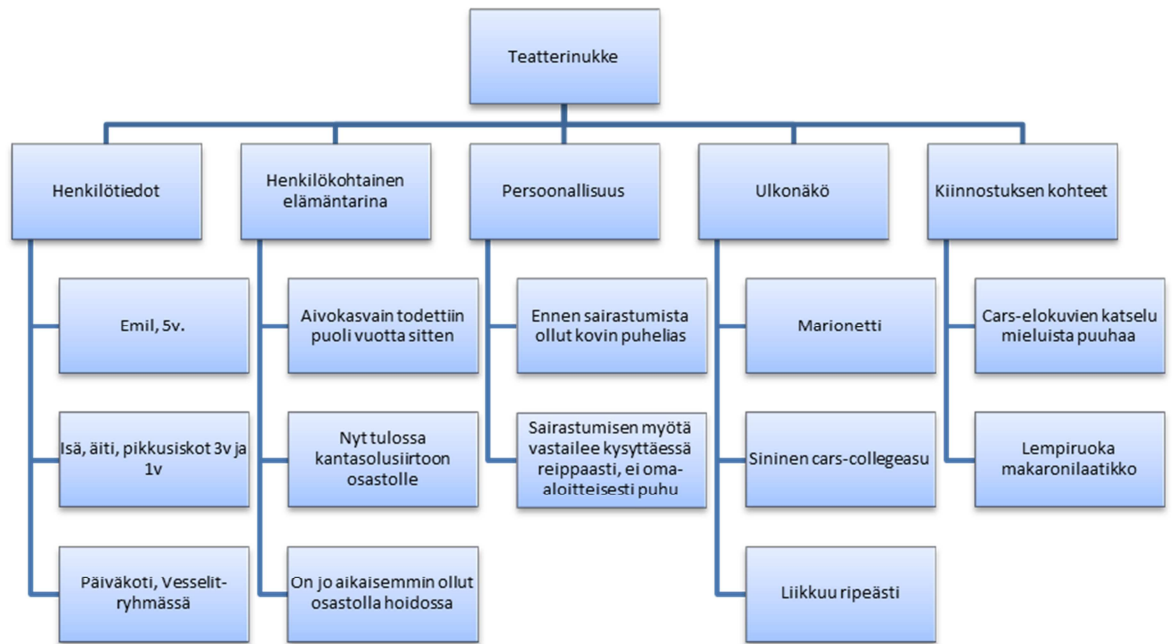 Teatterinukke
Henkilötiedot
Emil, 5v.
Isä, äiti, pikkusiskot 3v ja
1v
Päiväkoti, Vesselit-
ryhmässä
Henkilökohtainen
elämäntarina
Aivokasvain todettiin
puoli vuotta sitten
Nyt tulossa
kantasolusiirtoon
osastolle
On jo aikaisemmin ollut
osastolla hoidossa
Persoonallisuus
Ennen sairastumista
ollut kovin puhelias
Sairastumisen myötä
vastailee kysyttäessä
reippaasti, ei oma-
aloitteisesti puhu
Ulkonäkö
Marionetti
Sininen cars-collegeasu
Liikkuu ripeästi
Kiinnostuksen kohteet
Cars-elokuvien katselu
mieluista puuhaa
Lempiruoka
makaronilaatikko